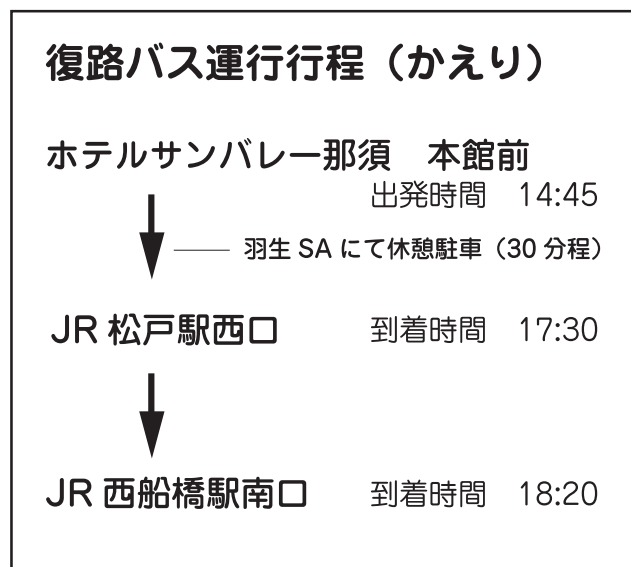 復路バス運行行程（かえり）
ホテルサンバレー那須　本館前
出発時間　14:45
羽生 SA にて休憩駐車（30 分程）
JR 松戸駅西口　到着時間　17:30
JR 西船橋駅南口　到着時間　18:20